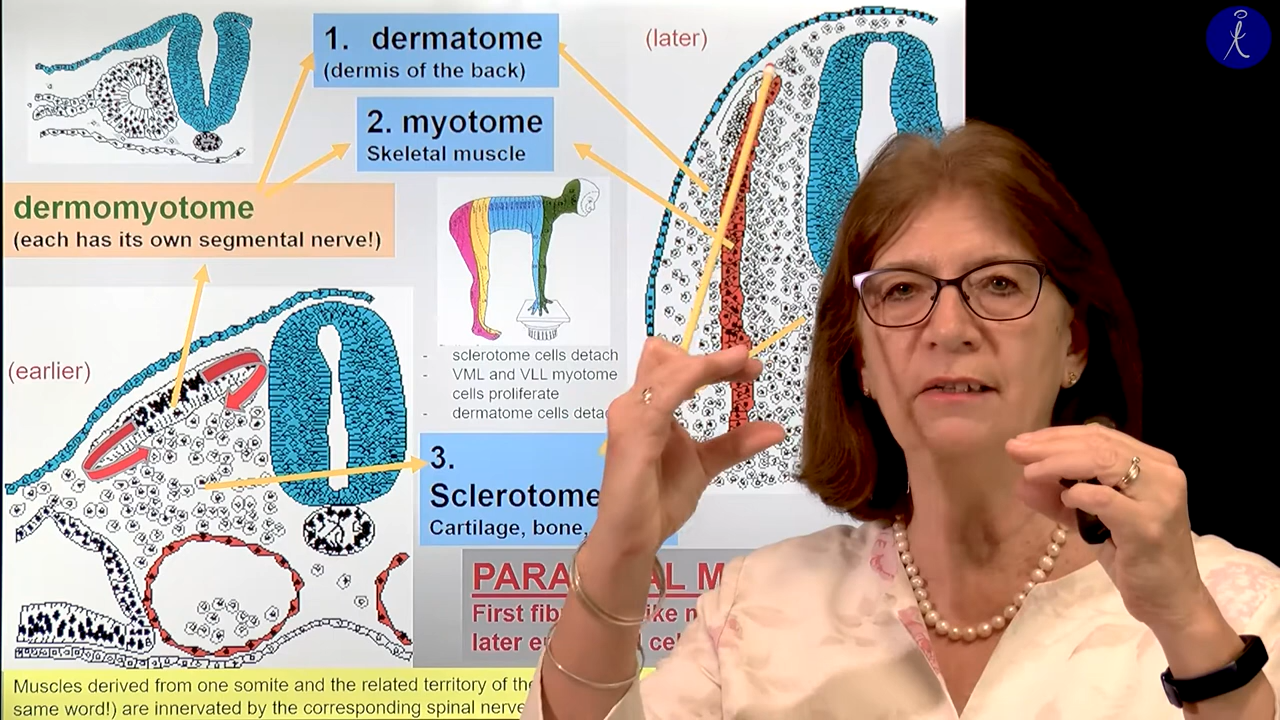 1. dermatome
(dermis of the back)
(later)
2. myotome
Skeletal muscle
dermomyotome
(each has its own segmental nerve!)
(earlier)
- sclerotome cells detach
- VML and VLL myotome
cells proliferate
- dermatome cells
3.
Sclerotome
Cartilage, bone,
First
later
Muscles derived from one somite and the related territory of the
same word!) are innervated by the corresponding spinal nerve